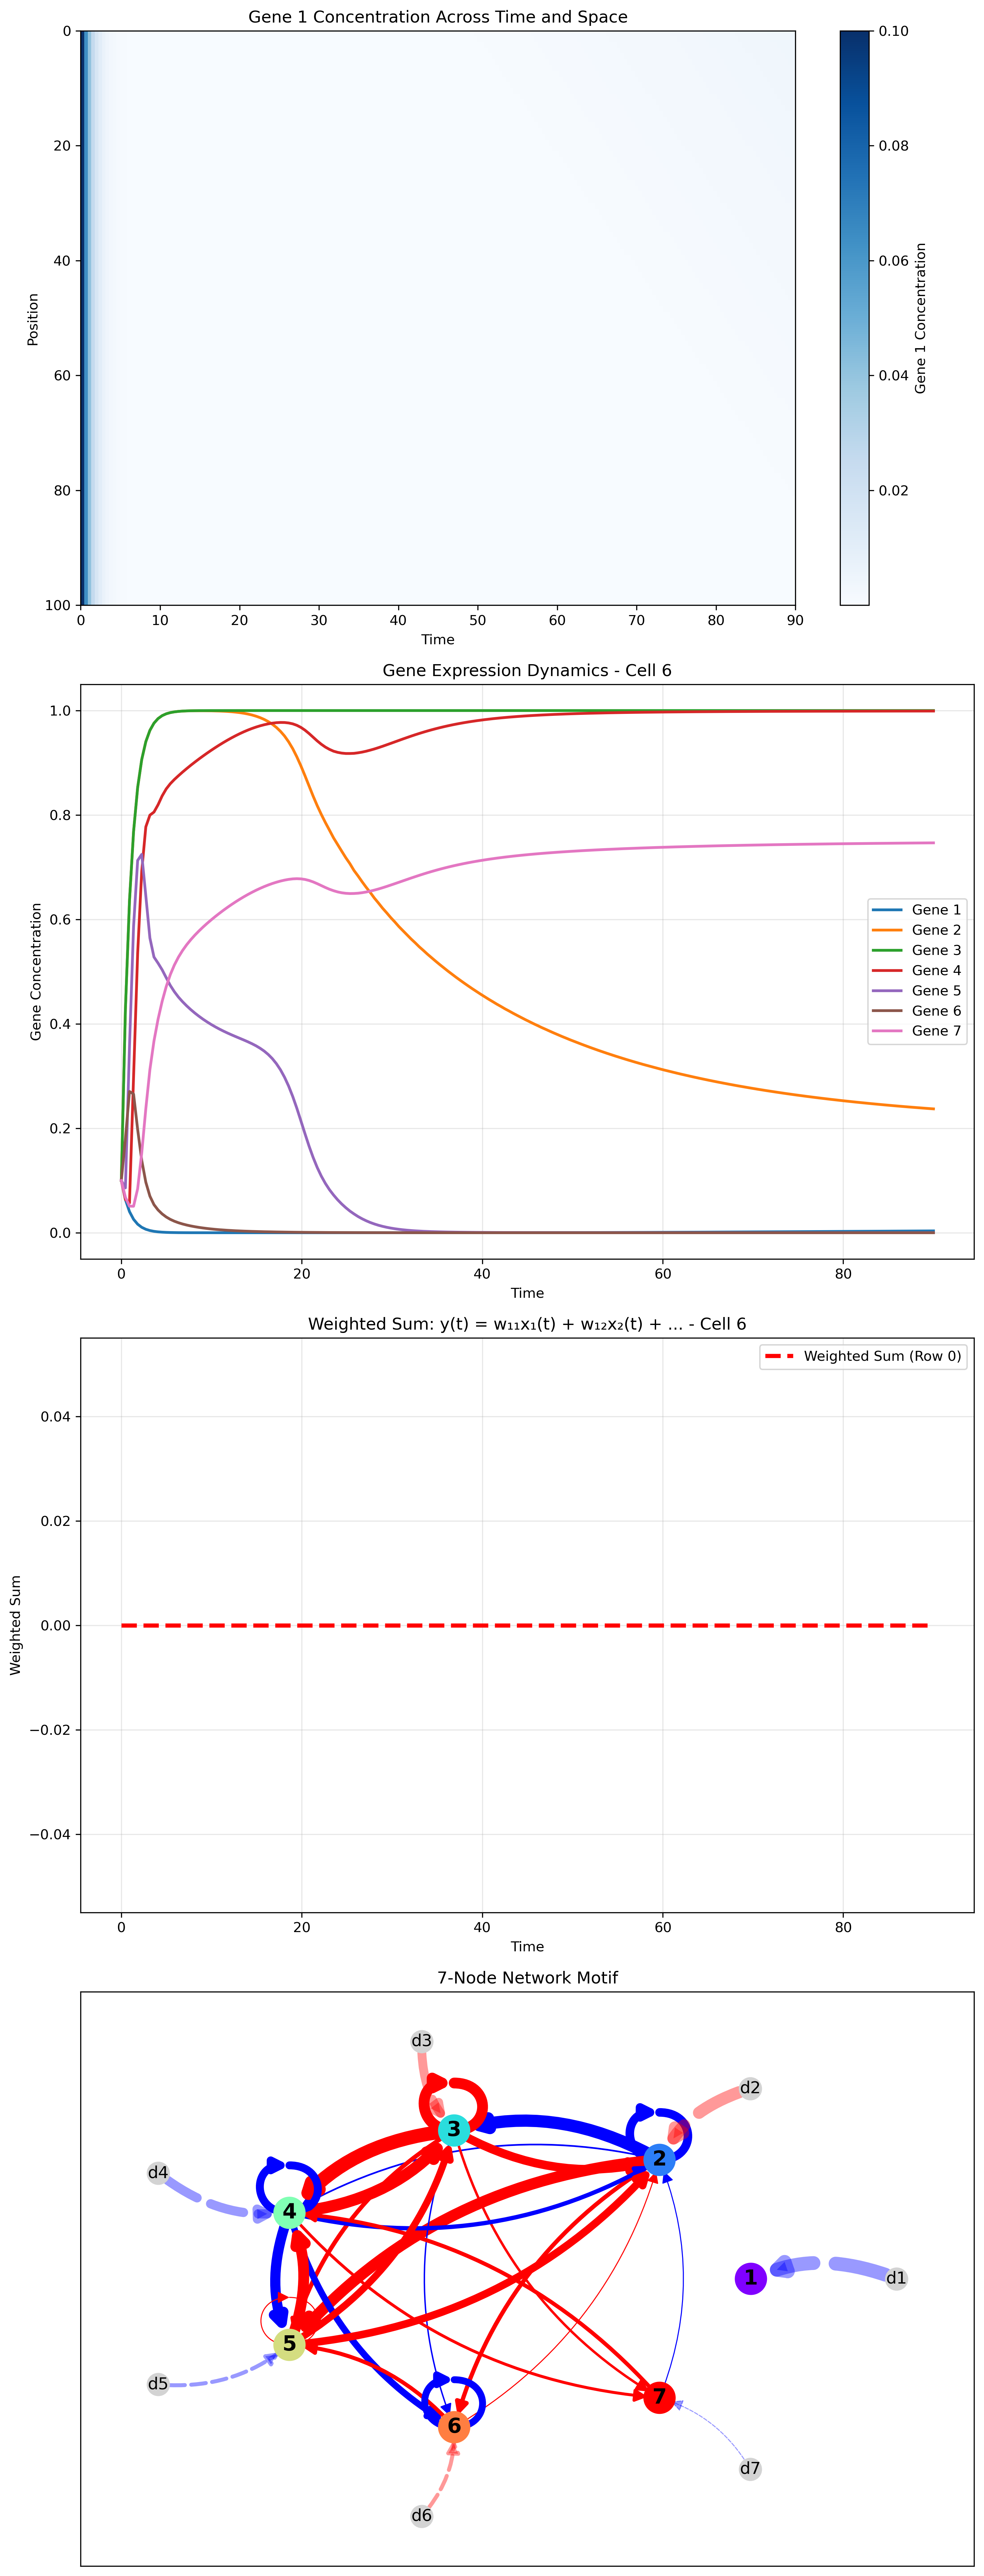 Gene 1 Concentration Across Time and Space
0
20
40
60
80
100
Position
0 10 20 30 40 50 60 70 80 90
Time
0.10
0.08
0.06
0.04
0.02
Gene 1 Concentration
Gene Expression Dynamics - Cell 6
1.0
0.8
0.6
0.4
0.2
0.0
Gene Concentration
Gene 1
Gene 2
Gene 3
Gene 4
Gene 5
Gene 6
Gene 7
0 20 40 60 80
Time
Weighted Sum: y(t) = w₁₁x₁(t) + w₁₂x₂(t) + ... - Cell 6
Weighted Sum (Row 0)
0.04
0.02
0.00
−0.02
−0.04
Weighted Sum
0 20 40 60 80
Time
7-Node Network Motif
d3
d2
3
2
d4
4
1
d1
5
d5
7
6
d7
d6